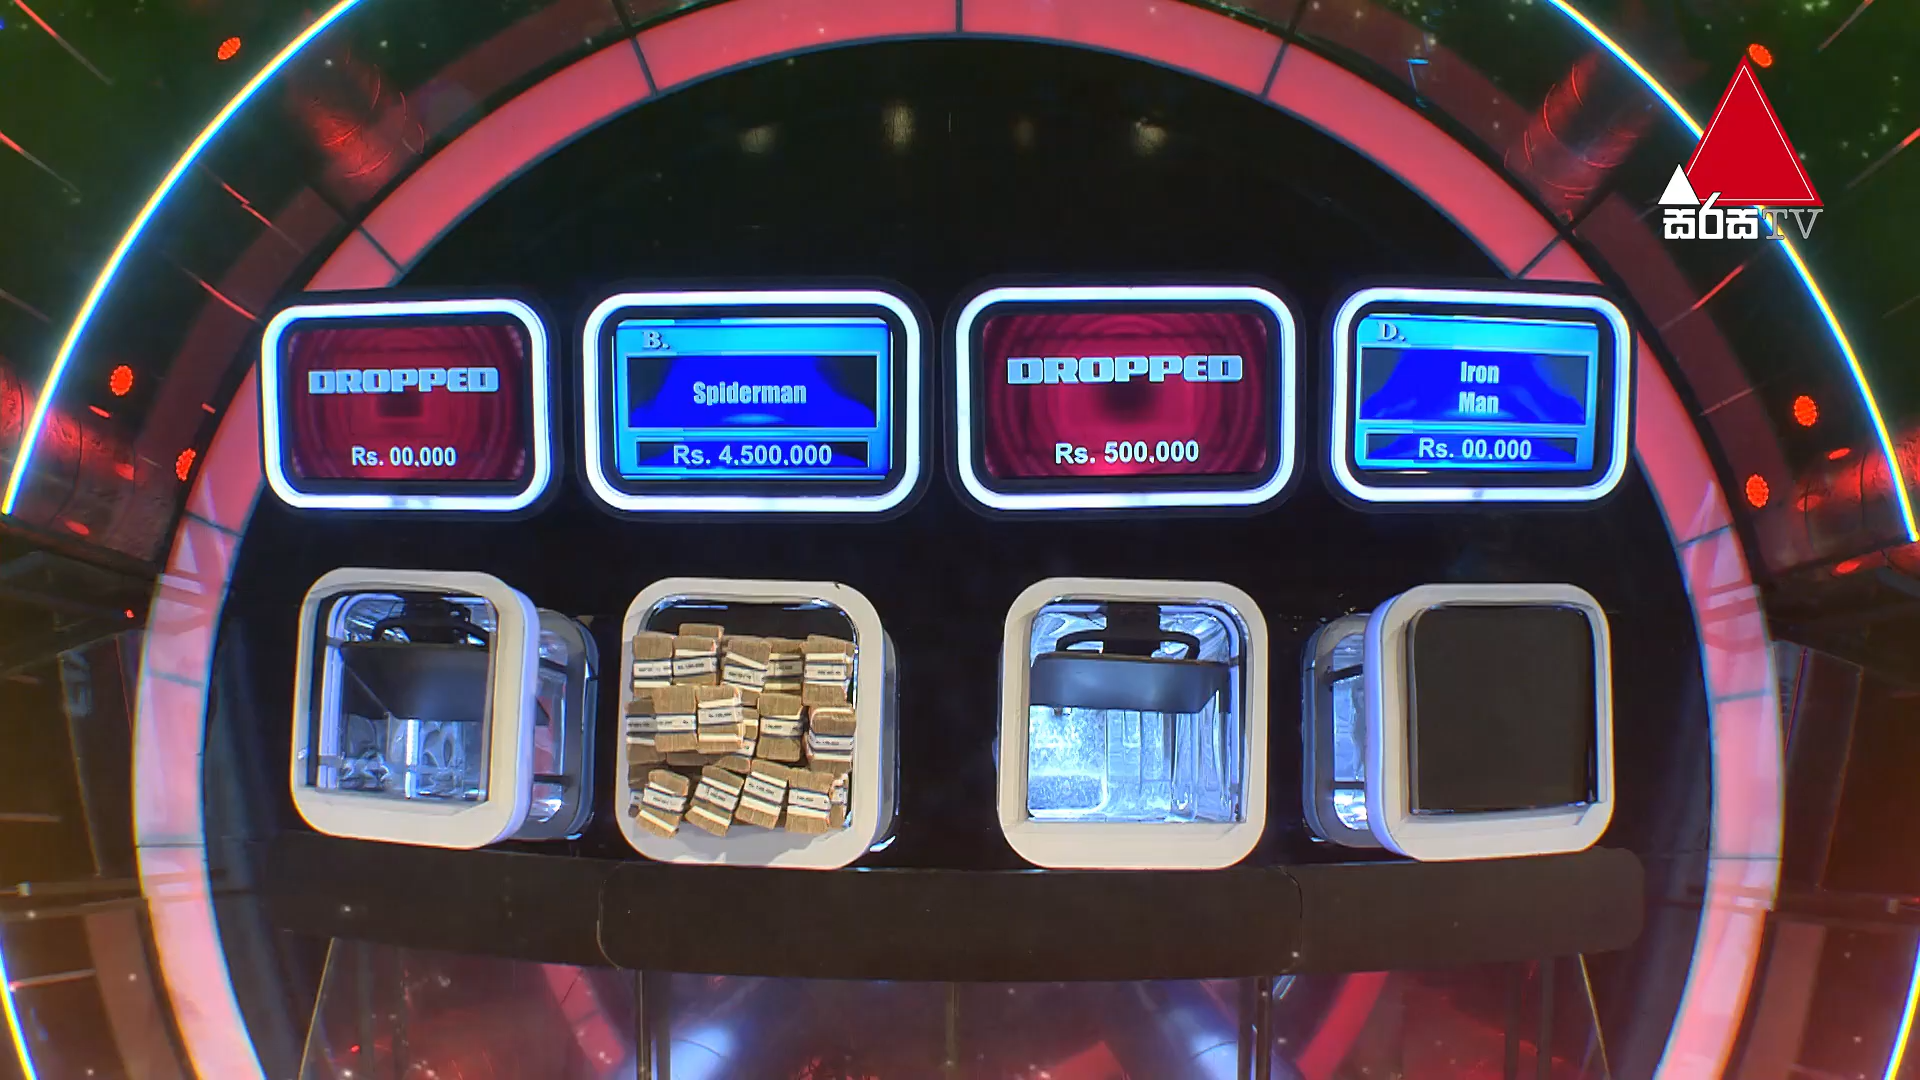 සිරස TV
DROPPED
Rs. 00,000
B.
Spiderman
Rs. 4,500,000
DROPPED
Rs. 500,000
D.
Iron
Man
Rs. 00,000